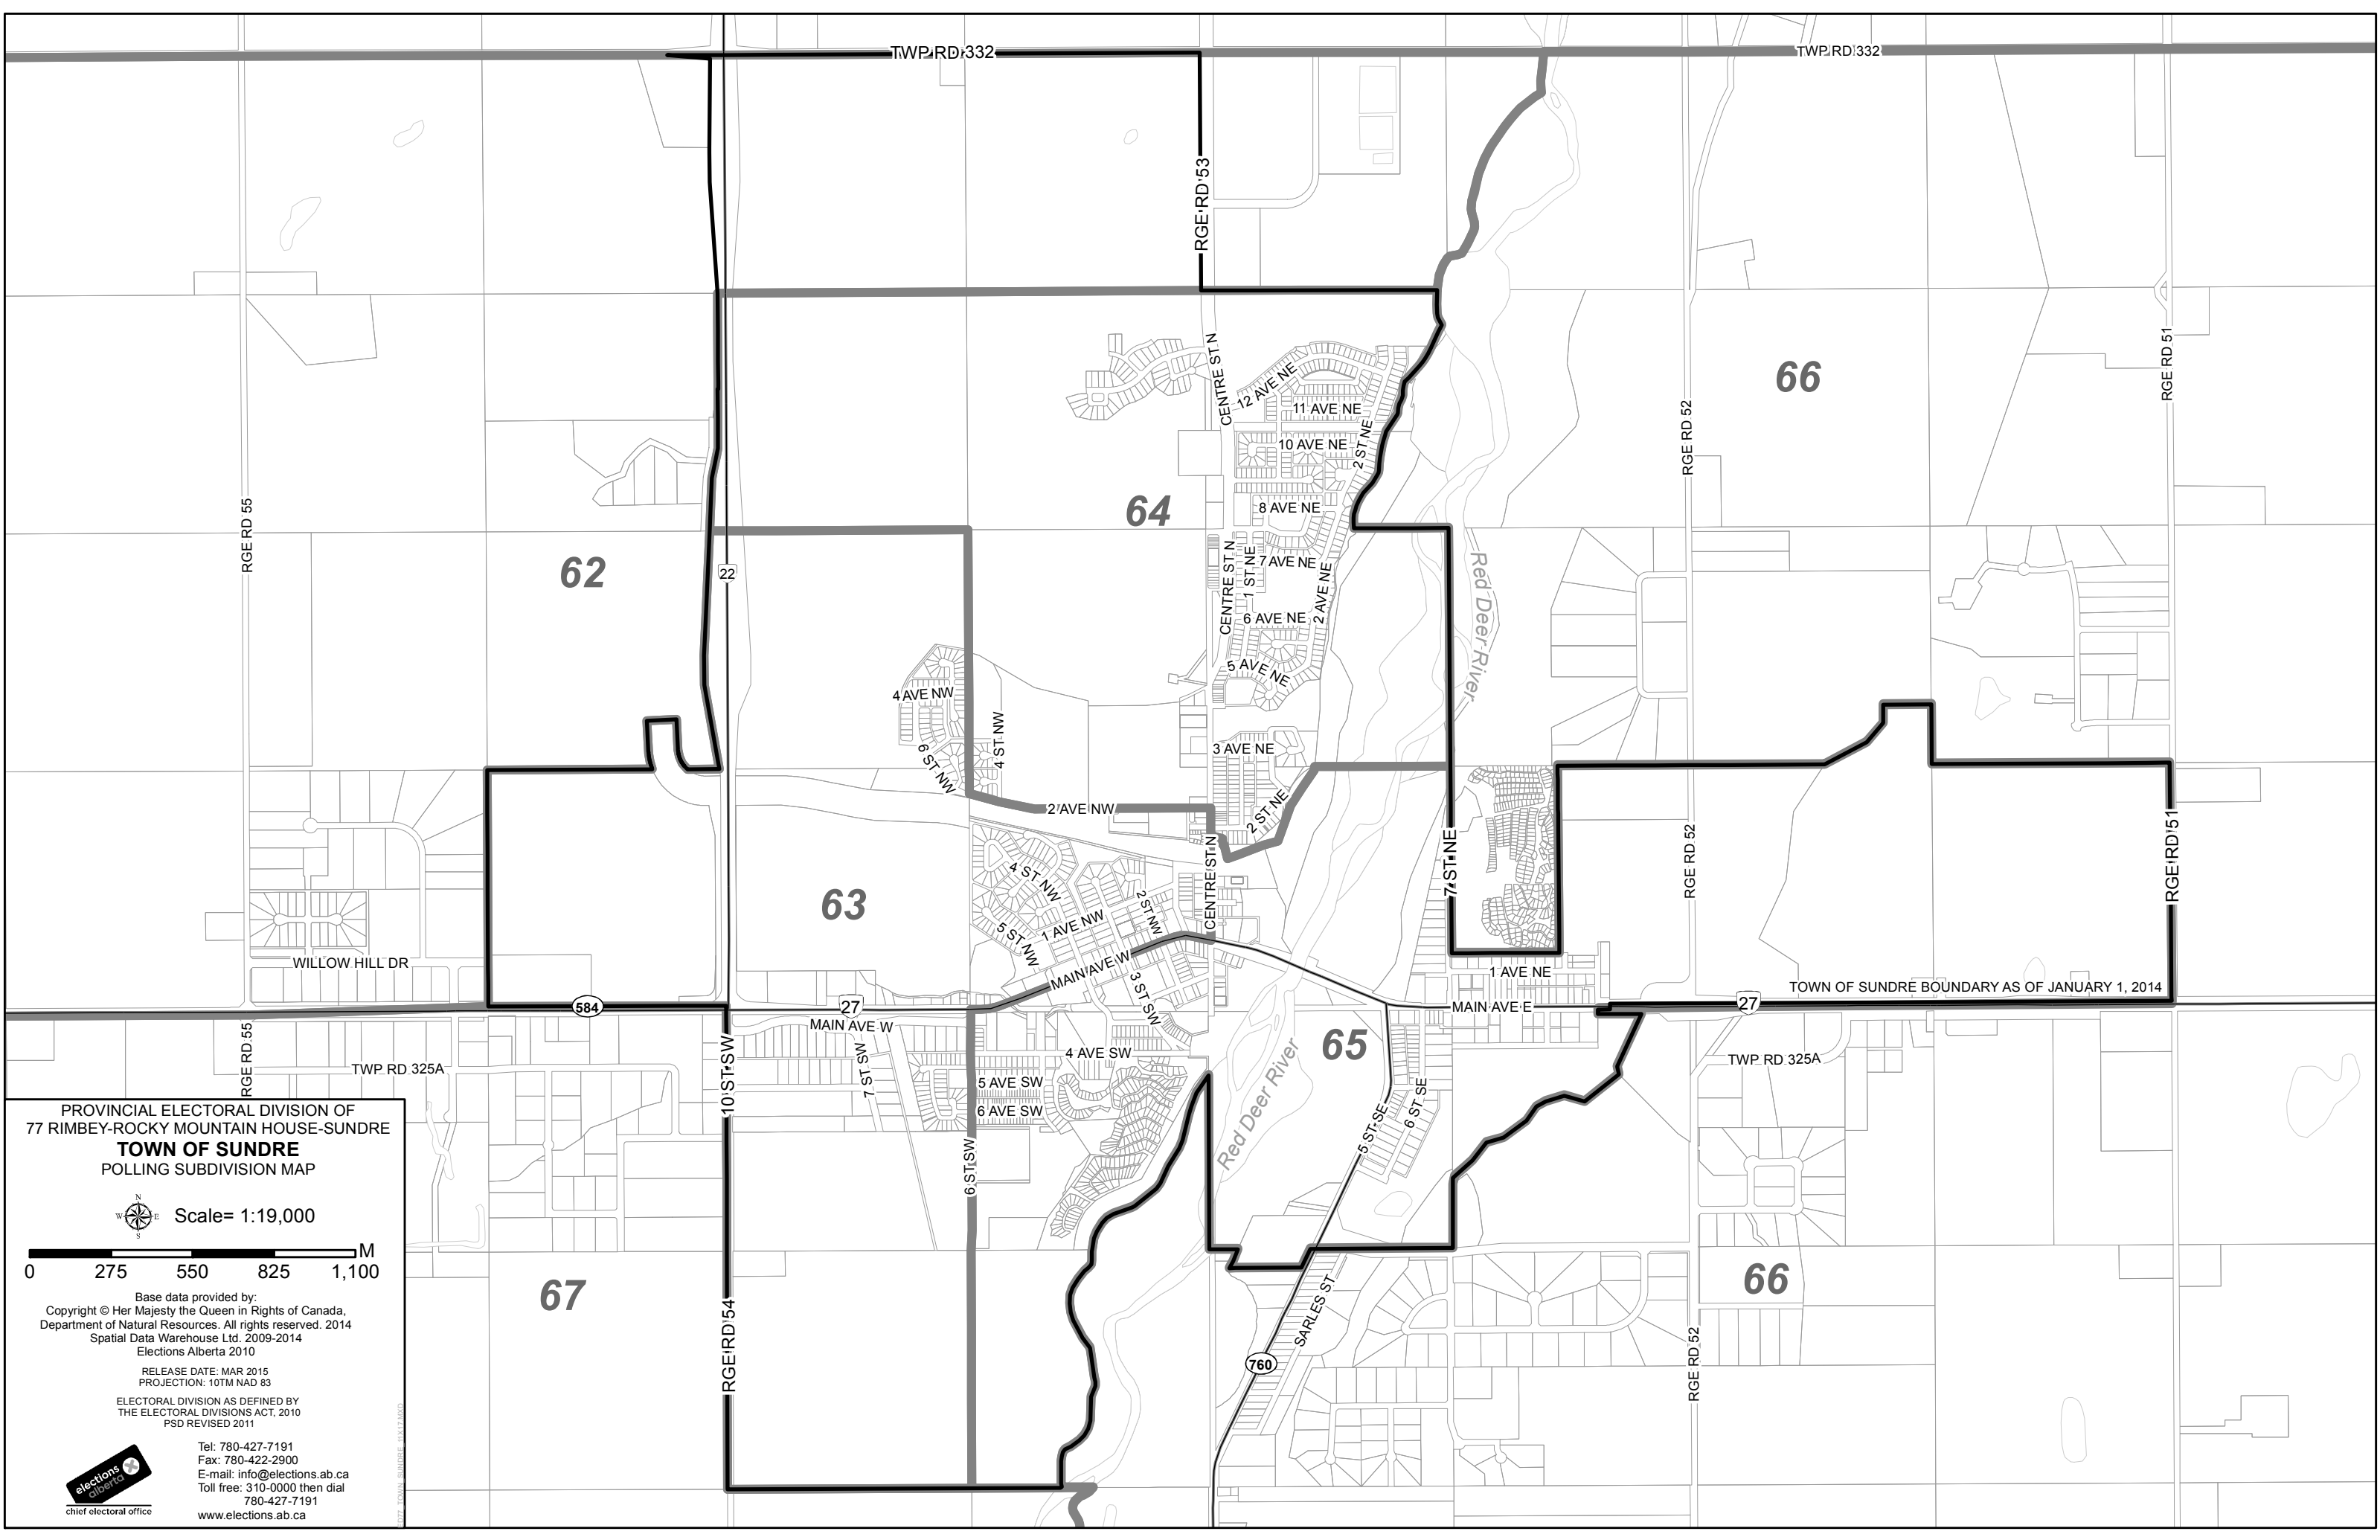 TWP RD 332
TWP RD 332
RGE RD 53
RGE RD 51
CENTRE ST N
12 AVE NE
11 AVE NE
66
RGE RD 52
10 AVE NE
2 ST NE
64
8 AVE NE
RGE RD 55
62
22
CENTRE ST N
1 ST NE
7 AVE NE
2 AVE NE
Red Deer River
6 AVE NE
5 AVE NE
4 AVE NW
6 ST NW
4 ST NW
3 AVE NE
2 AVE NW
2 ST NE
CENTRE ST N
7 ST NE
RGE RD 52
RGE RD 51
63
4 ST NW
2 ST NW
1 AVE NW
5 ST NW
MAIN AVE W
WILLOW HILL DR
1 AVE NE
3 ST SW
TOWN OF SUNDRE BOUNDARY AS OF JANUARY 1, 2014
584
27
MAIN AVE E
27
MAIN AVE W
65
RGE RD 55
TWP RD 325A
10 ST SW
7 ST SW
4 AVE SW
5 AVE SW
6 AVE SW
6 ST SW
Red Deer River
5 ST SE
6 ST SE
TWP RD 325A
67
66
RGE RD 54
SARLES ST
760
RGE RD 52
PROVINCIAL ELECTORAL DIVISION OF
77 RIMBEY-ROCKY MOUNTAIN HOUSE-SUNDRE
TOWN OF SUNDRE
POLLING SUBDIVISION MAP
N
W
E
S
Scale= 1:19,000
M
0 275 550 825 1,100
Base data provided by:
Copyright © Her Majesty the Queen in Rights of Canada,
Department of Natural Resources. All rights reserved. 2014
Spatial Data Warehouse Ltd. 2009-2014
Elections Alberta 2010
RELEASE DATE: MAR 2015
PROJECTION: 10TM NAD 83
ELECTORAL DIVISION AS DEFINED BY
THE ELECTORAL DIVISIONS ACT, 2010
PSD REVISED 2011
elections
alberta
chief electoral office
Tel: 780-427-7191
Fax: 780-422-2900
E-mail: info@elections.ab.ca
Toll free: 310-0000 then dial
780-427-7191
www.elections.ab.ca